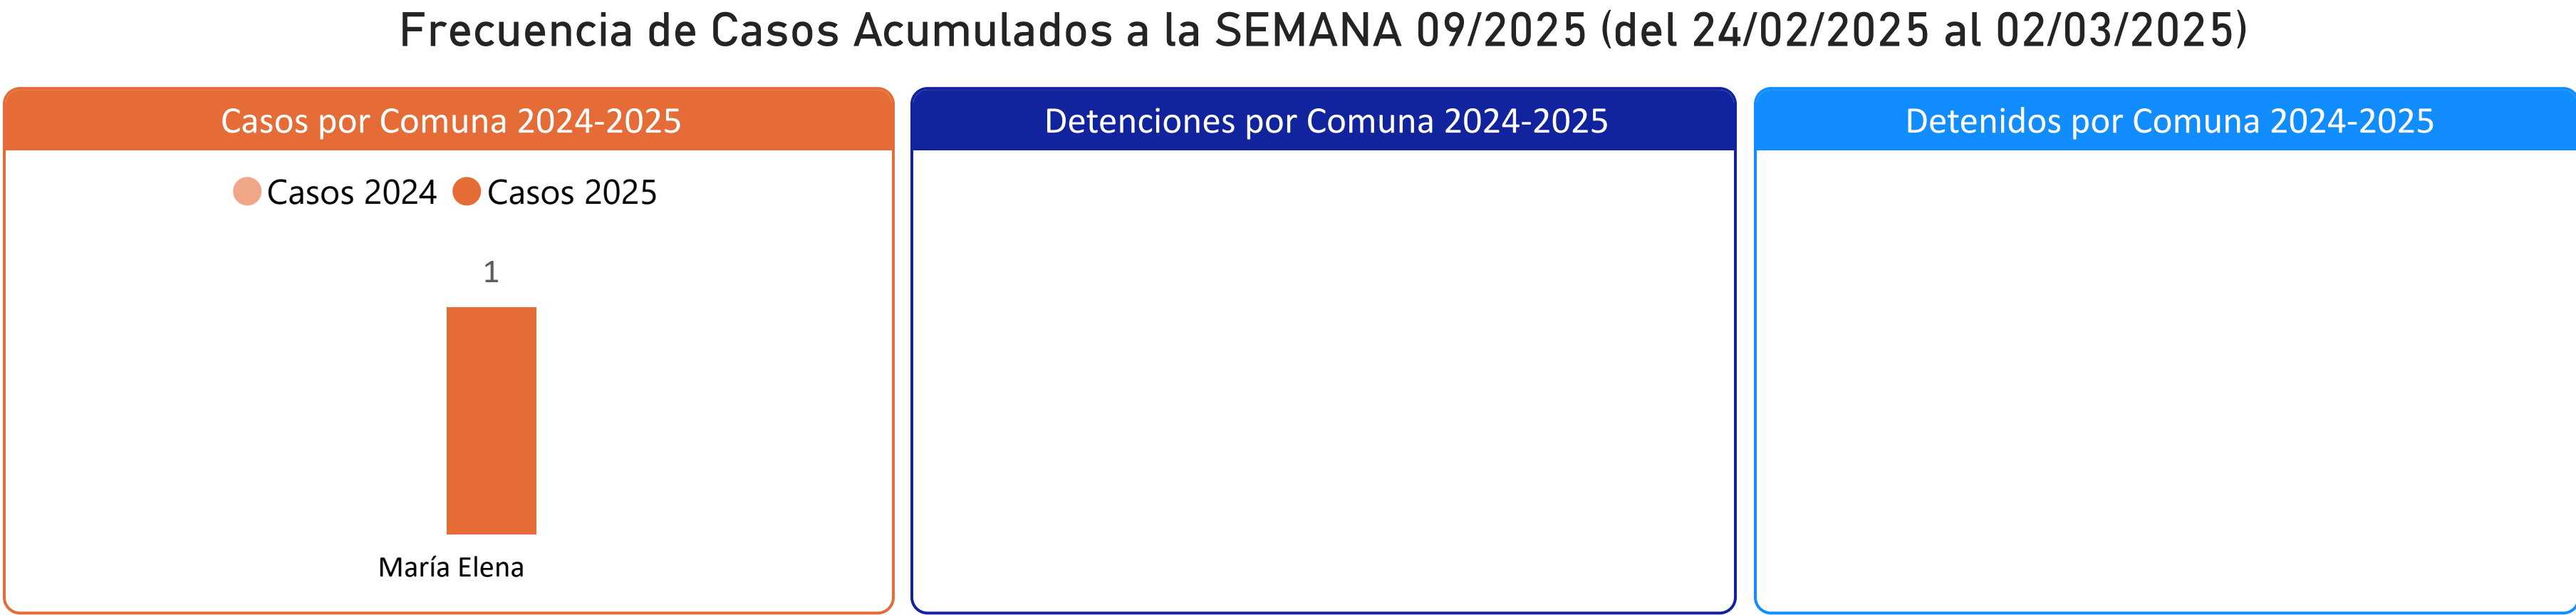 Frecuencia de Casos Acumulados a la SEMANA 09/2025 (del 24/02/2025 al 02/03/2025)
Casos por Comuna 2024-2025
Casos 2024 Casos 2025
1
María Elena
Detenciones por Comuna 2024-2025
Detenidos por Comuna 2024-2025